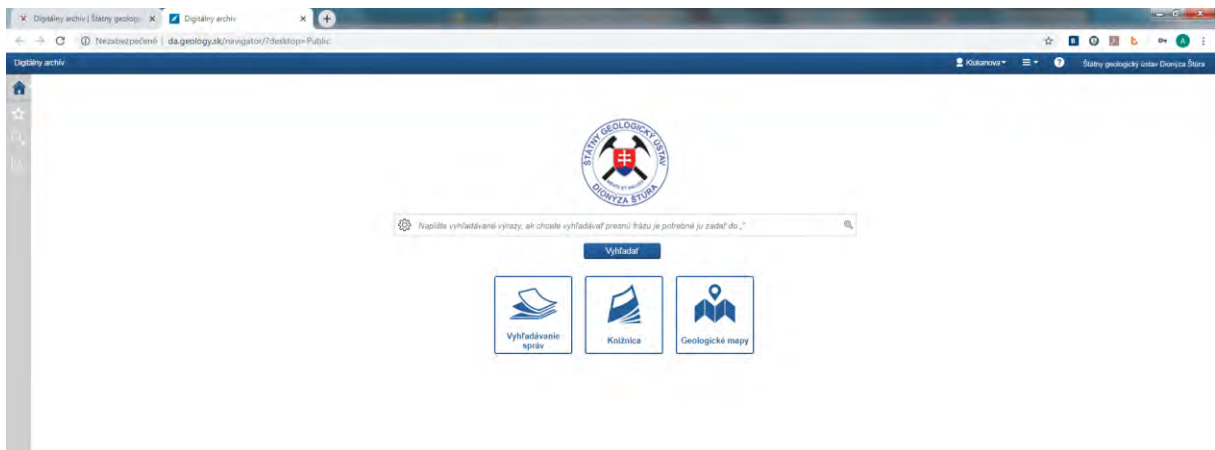 Digitálny archív | Štátny geologi
Digitálny archív
Nezabezpečené | da.geology.sk/navigator/?desktop=Public
Digitálny archív
Klukanova
Štátny geologický ústav Dionýza Štúra
ŠTÁTNY GEOLOGICKÝ ÚSTAV
DIONÝZA ŠTÚRA
Napíšte vyhľadávané výrazy, ak chcete vyhľadávať presnú frázu je potrebné ju zadať do „"
Vyhľadať
Vyhľadávanie
správ
Knižnica
Geologické mapy